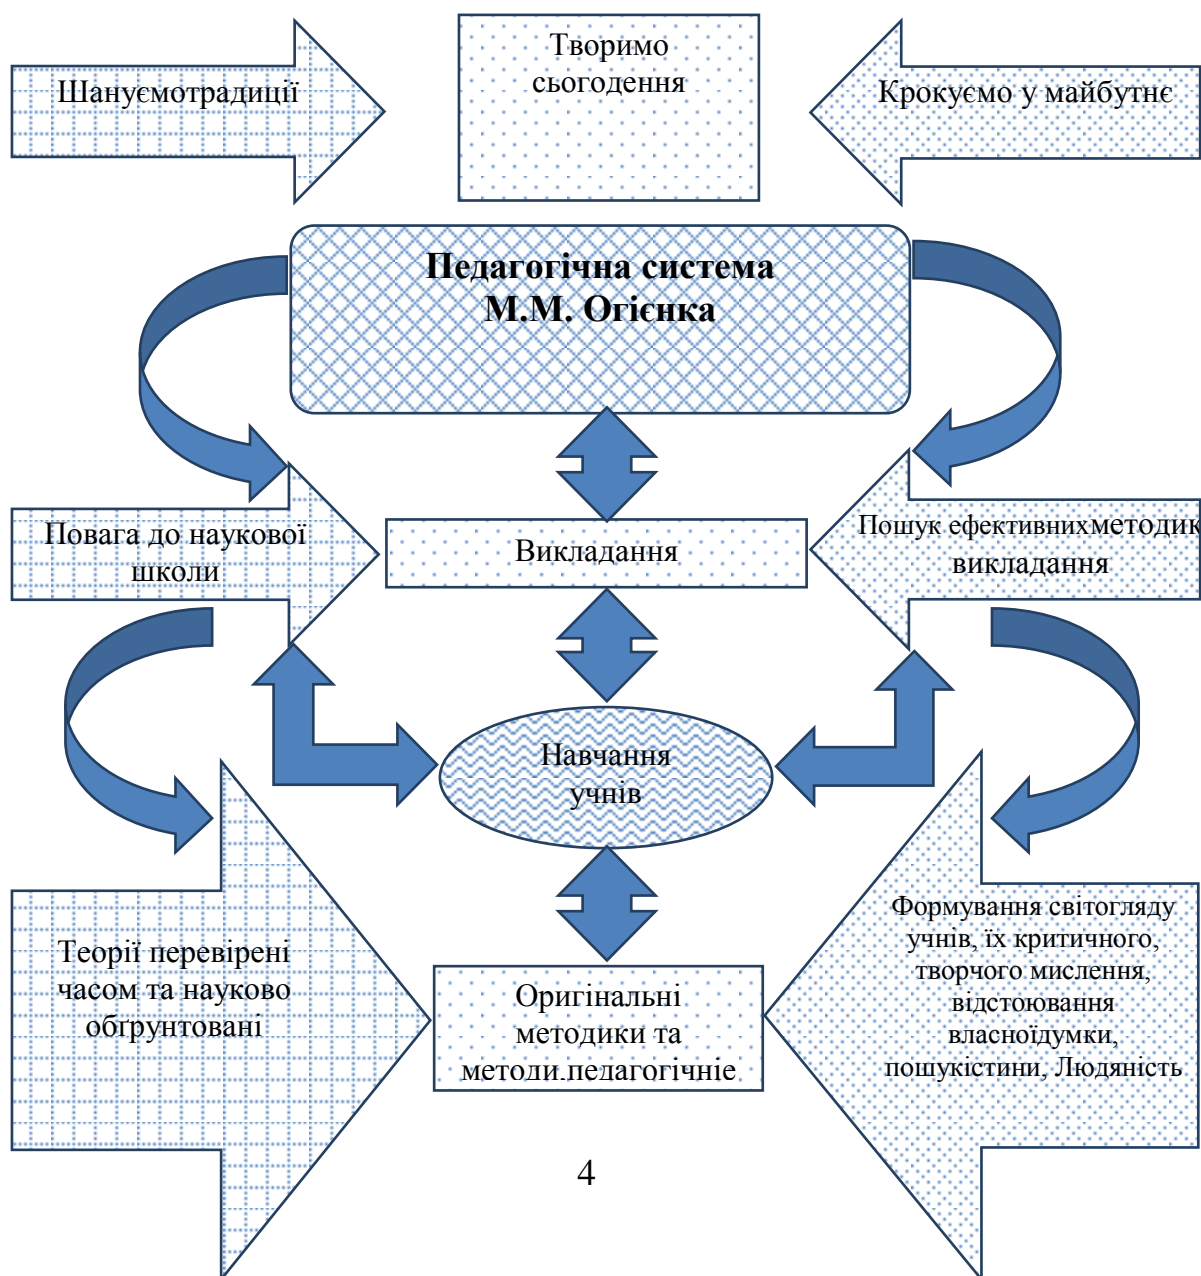 Шануємотрадиції
Творимо
сьогодення
Крокуємо у майбутнє
Педагогічна система
М.М. Огієнка
Повага до наукової
школи
Викладання
Пошук ефективнихметодик
викладання
Навчання
учнів
Теорії перевірені
часом та науково
обґрунтовані
Оригінальні
методики та
методи.педагогічніе
Формування світогляду
учнів, їх критичного,
творчого мислення,
відстоювання
власноїдумки,
пошукістини, Людяність
4